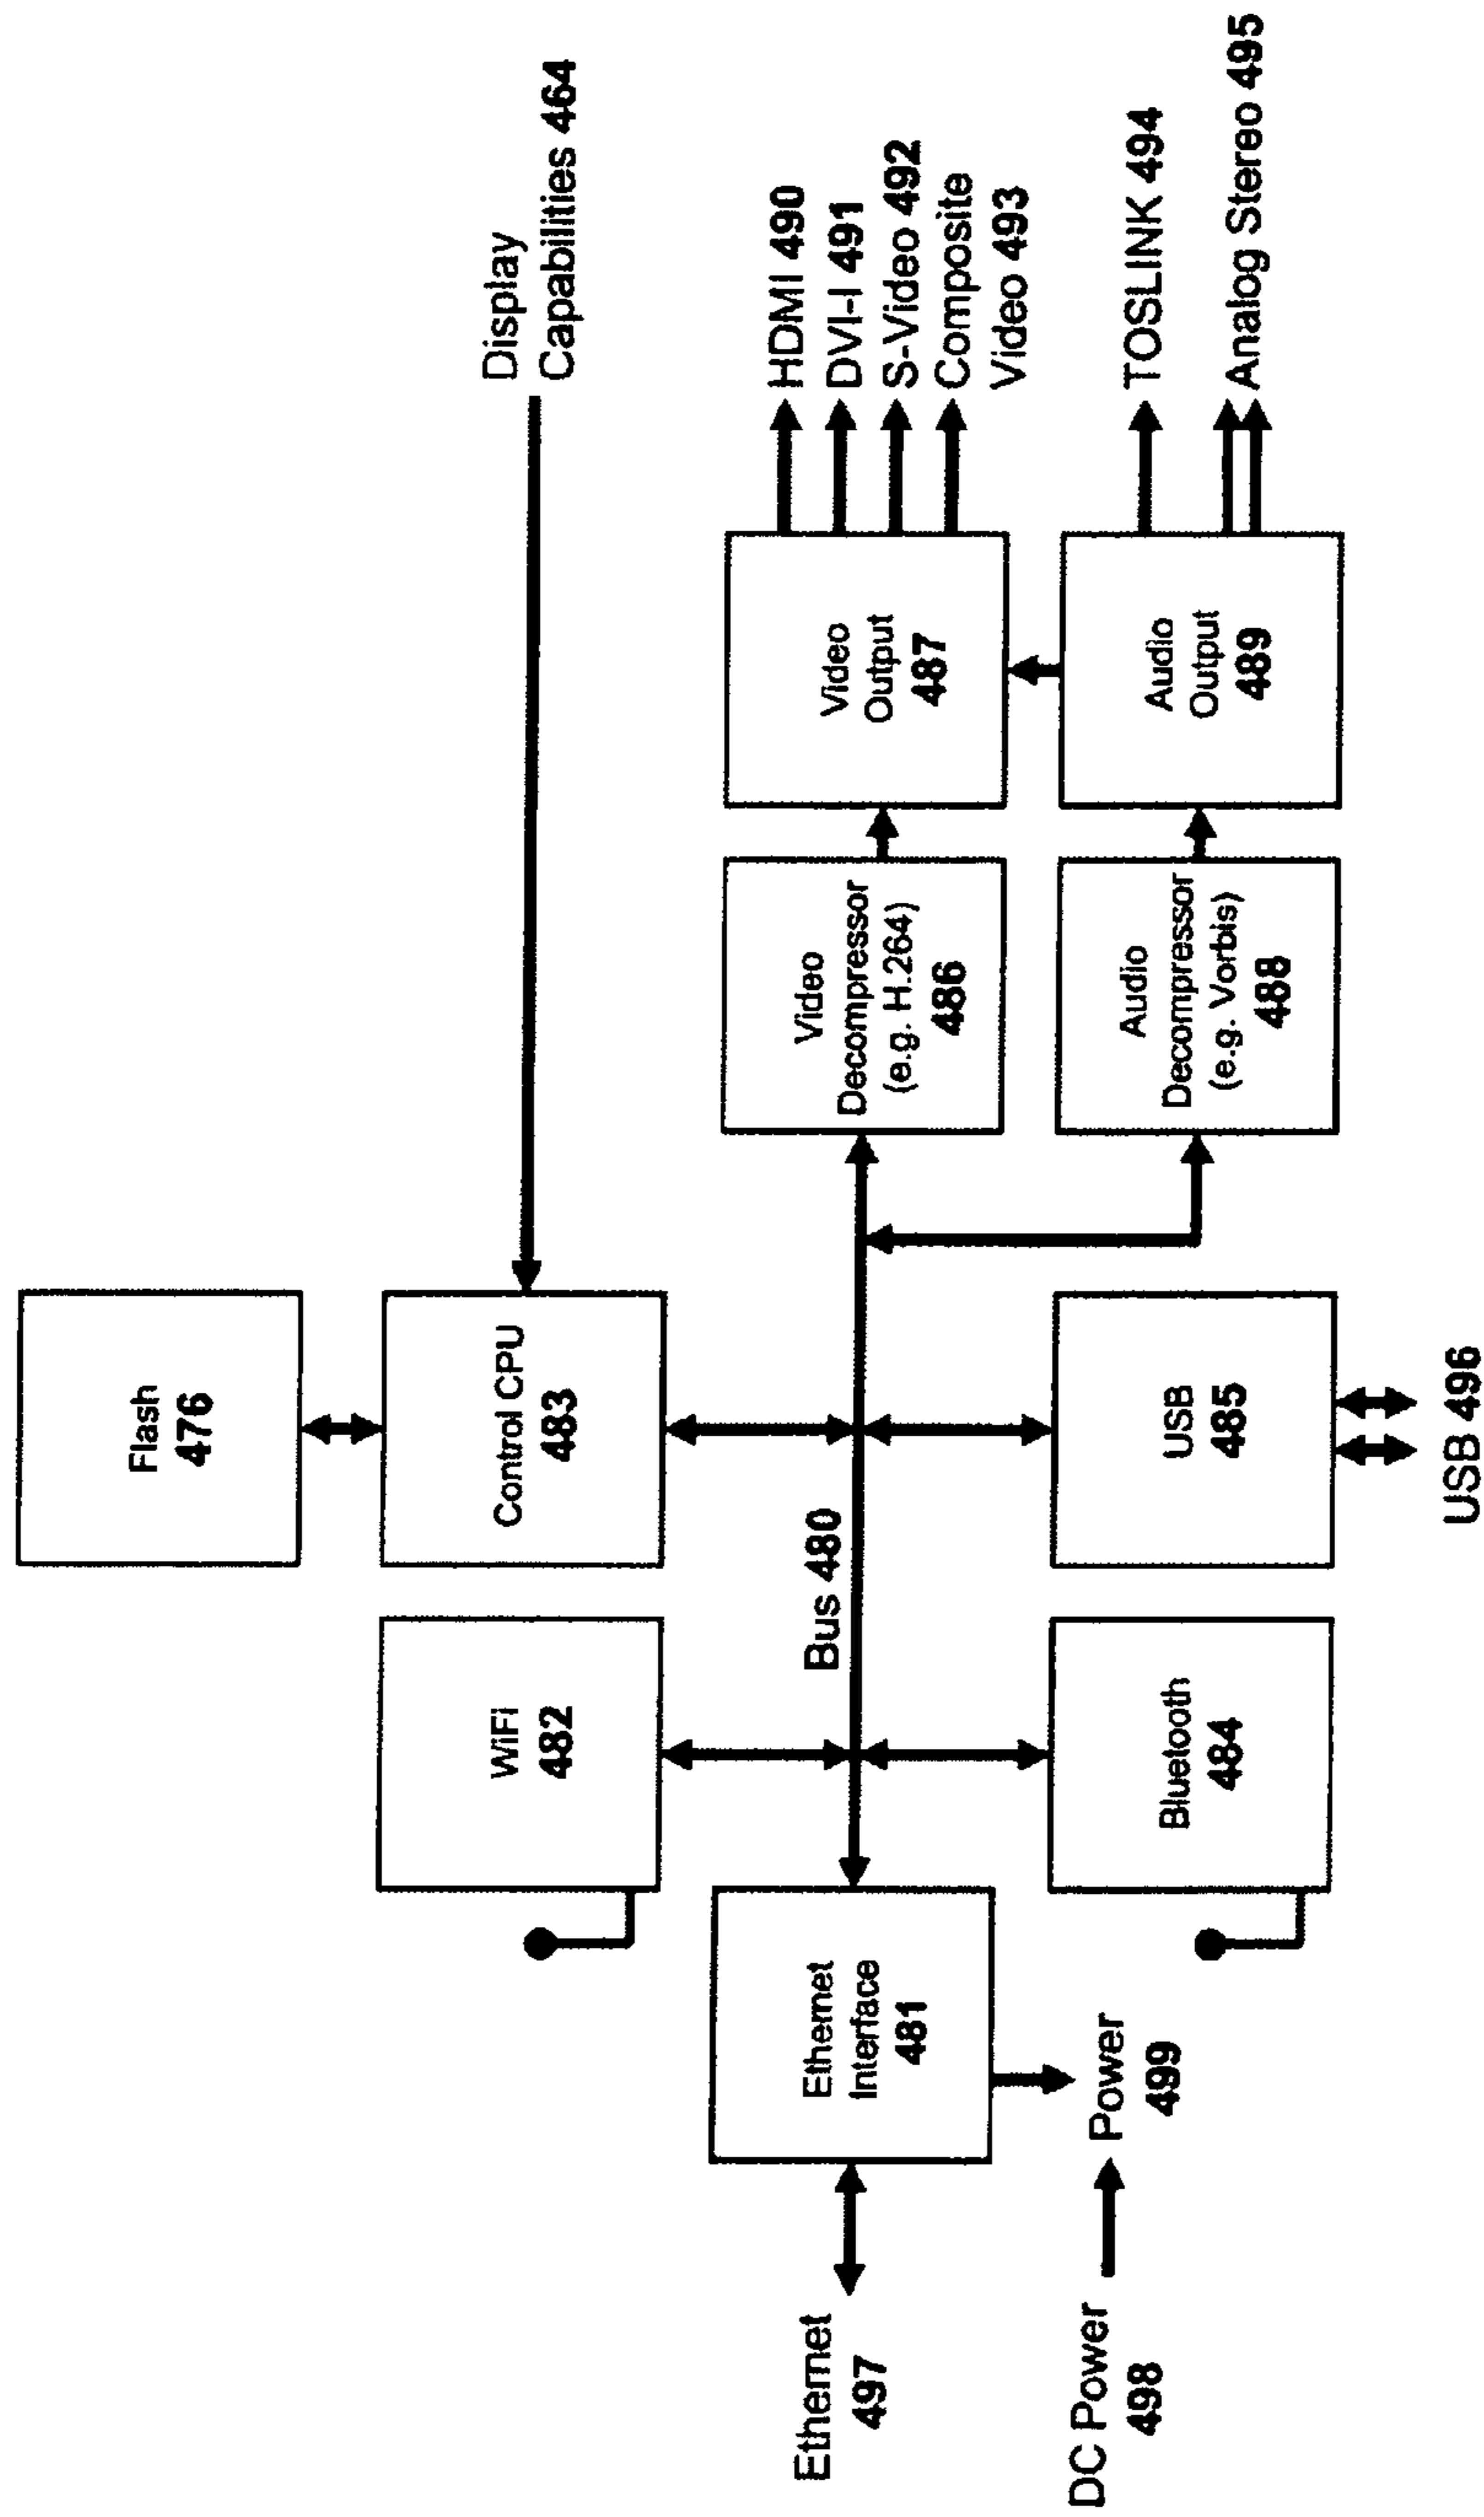 Flash
476
Display
Capabilities 464
WiFi
482
Control CPU
483
Bus 480
HDMI 490
DVI-I 491
S-Video 492
Composite
Video 493
Ethernet
497
Ethernet
Interface
481
Video
Decompressor
(e.g. H.264)
486
Video
Output
487
DC Power
498
Power
499
Bluetooth
484
USB
485
Audio
Decompressor
(e.g. Vorbis)
488
Audio
Output
489
TOSLINK 494
Analog Stereo 495
USB 496